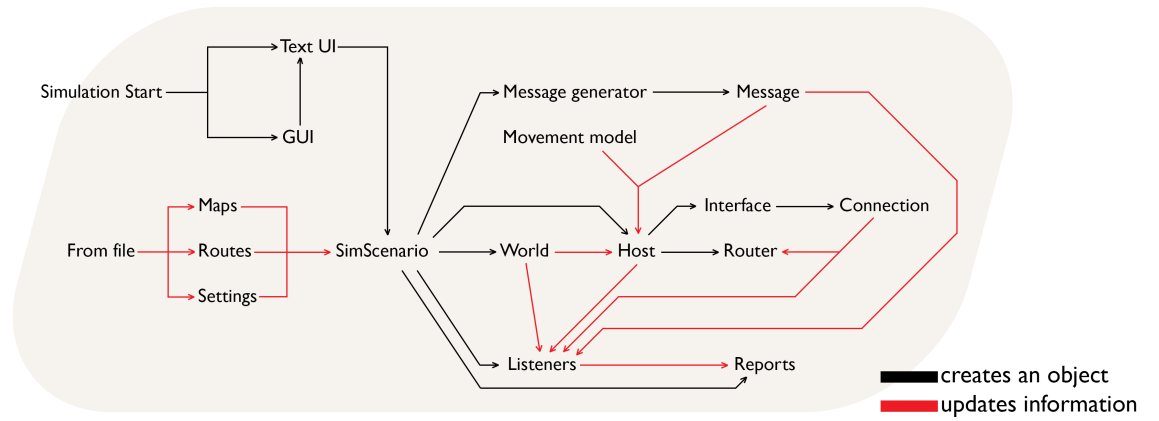 Text UI
Simulation Start
Message generator
Message
GUI
Movement model
Maps
Interface
Connection
From file
Routes
SimScenario
World
Host
Router
Settings
Listeners
Reports
creates an object
updates information